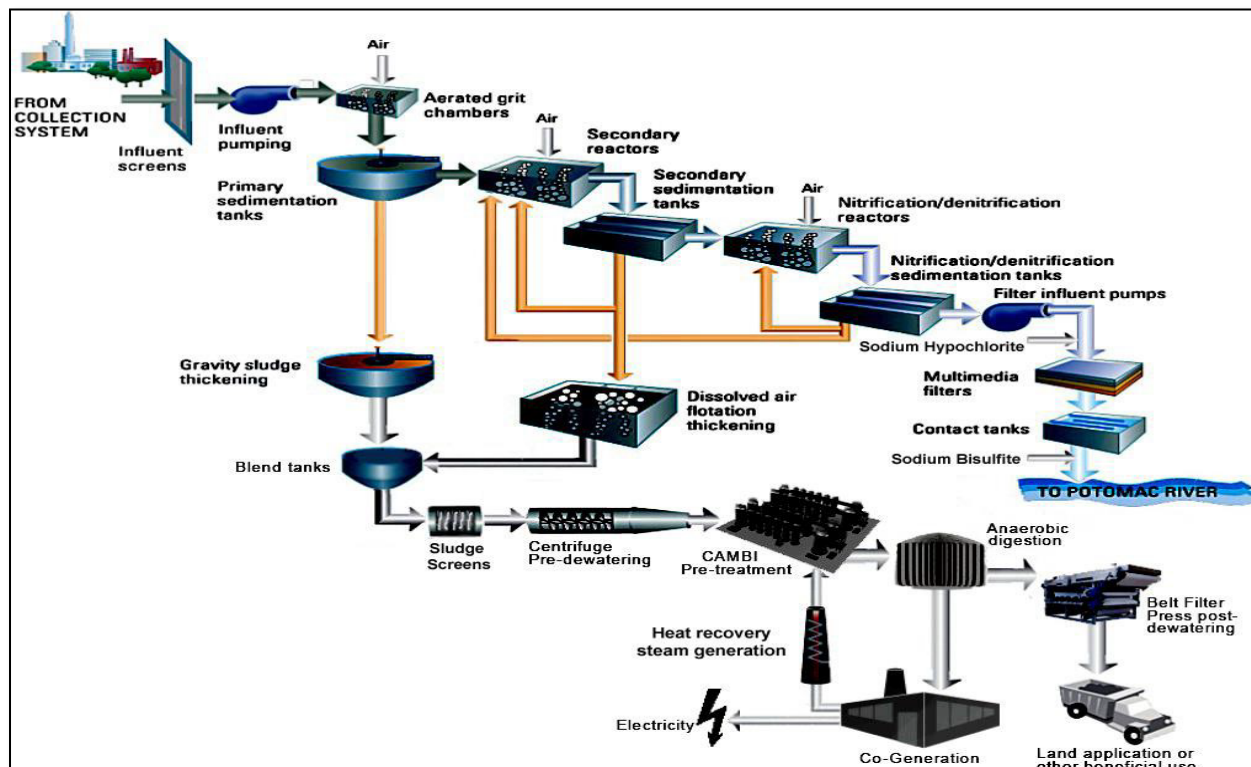 Air
FROM
COLLECTION
SYSTEM
Influent
screens
Influent
pumping
Aerated grit
chambers
Air
Secondary
reactors
Primary
sedimentation
tanks
Secondary
sedimentation
tanks
Air
Nitrification/denitrification
reactors
Nitrification/denitrification
sedimentation tanks
Filter influent pumps
Sodium Hypochlorite
Gravity sludge
thickening
Multimedia
filters
Dissolved air
flotation
thickening
Contact tanks
Blend tanks
Sodium Bisulfite
TO POTOMAC RIVER
Sludge
Screens
Centrifuge
Pre-dewatering
CAMBI
Pre-treatment
Anaerobic
digestion
Belt Filter
Press post-
dewatering
Heat recovery
steam generation
Electricity
Co-Generation
Land application or
other beneficial use